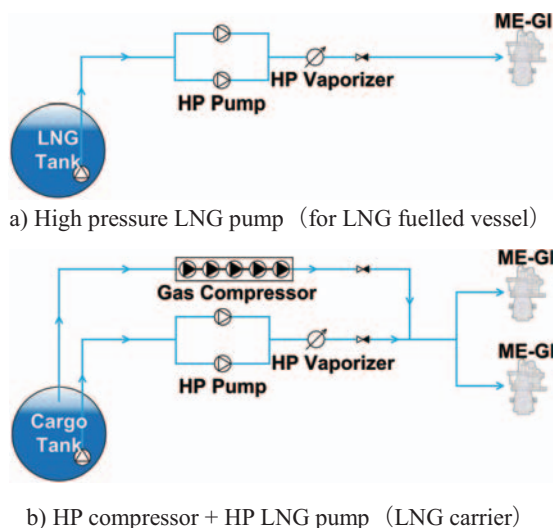 ME-GI
HP Vaporizer
HP Pump
LNG
Tank
a) High pressure LNG pump（for LNG fuelled vessel）
ME-GI
Gas Compressor
HP Vaporizer
ME-GI
HP Pump
Cargo
Tank
b) HP compressor + HP LNG pump（LNG carrier）